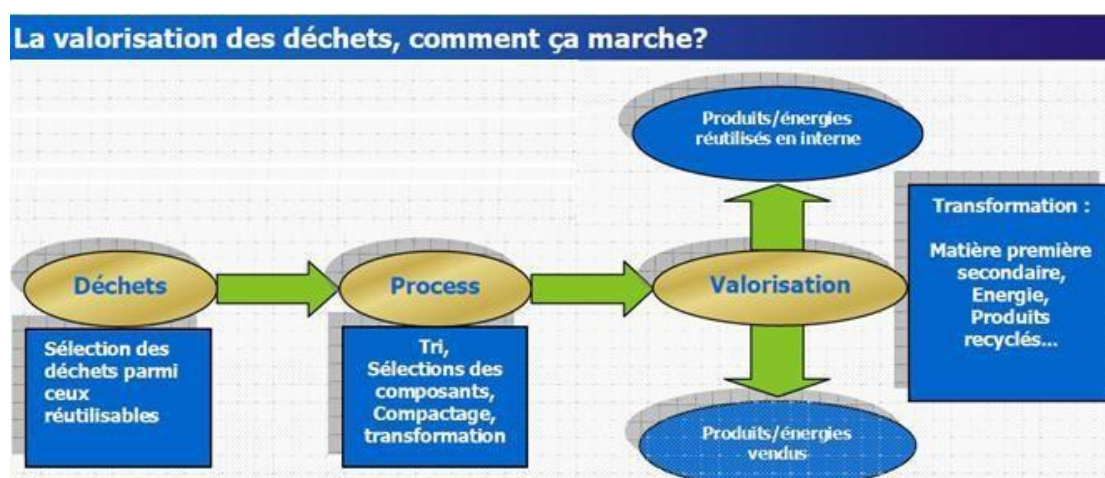 La valorisation des déchets, comment ça marche?
Produits/énergies
réutilisés en interne
Transformation :
Matière première
secondaire,
Energie,
Produits
recyclés...
Déchets
Process
Valorisation
Sélection des
déchets parmi
ceux
réutilisables
Tri,
Sélections des
composants,
Compactage,
transformation
Produits/énergies
vendus